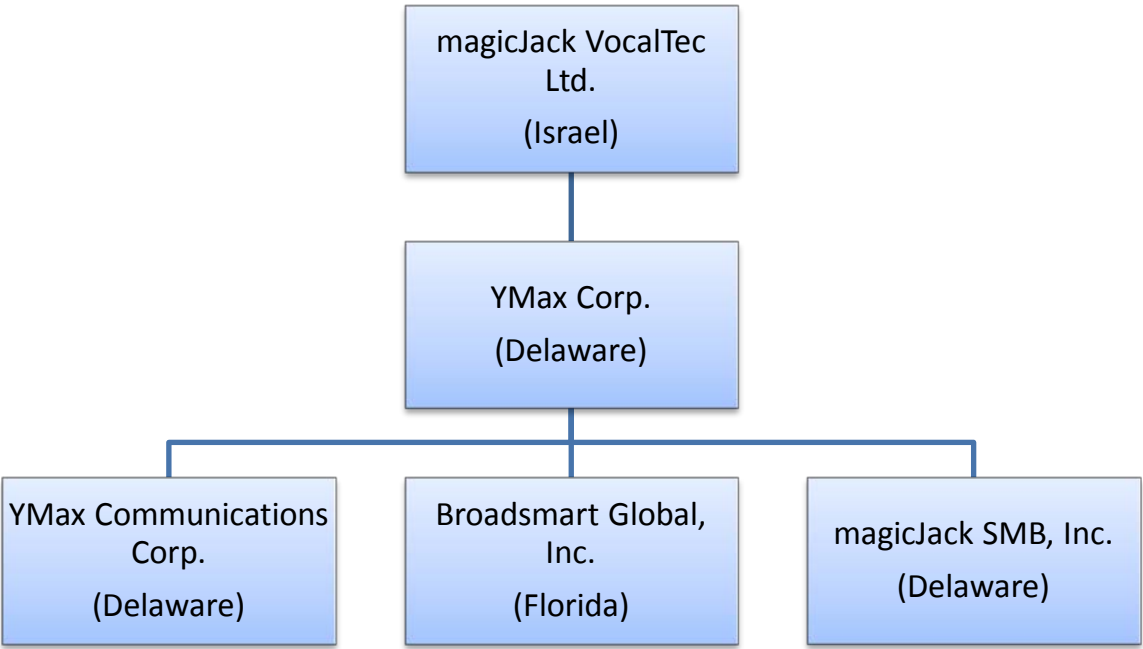 magicJack VocalTec
Ltd.
(Israel)
YMax Corp.
(Delaware)
YMax Communications
Corp.
(Delaware)
Broadsmart Global,
Inc.
(Florida)
magicJack SMB, Inc.
(Delaware)